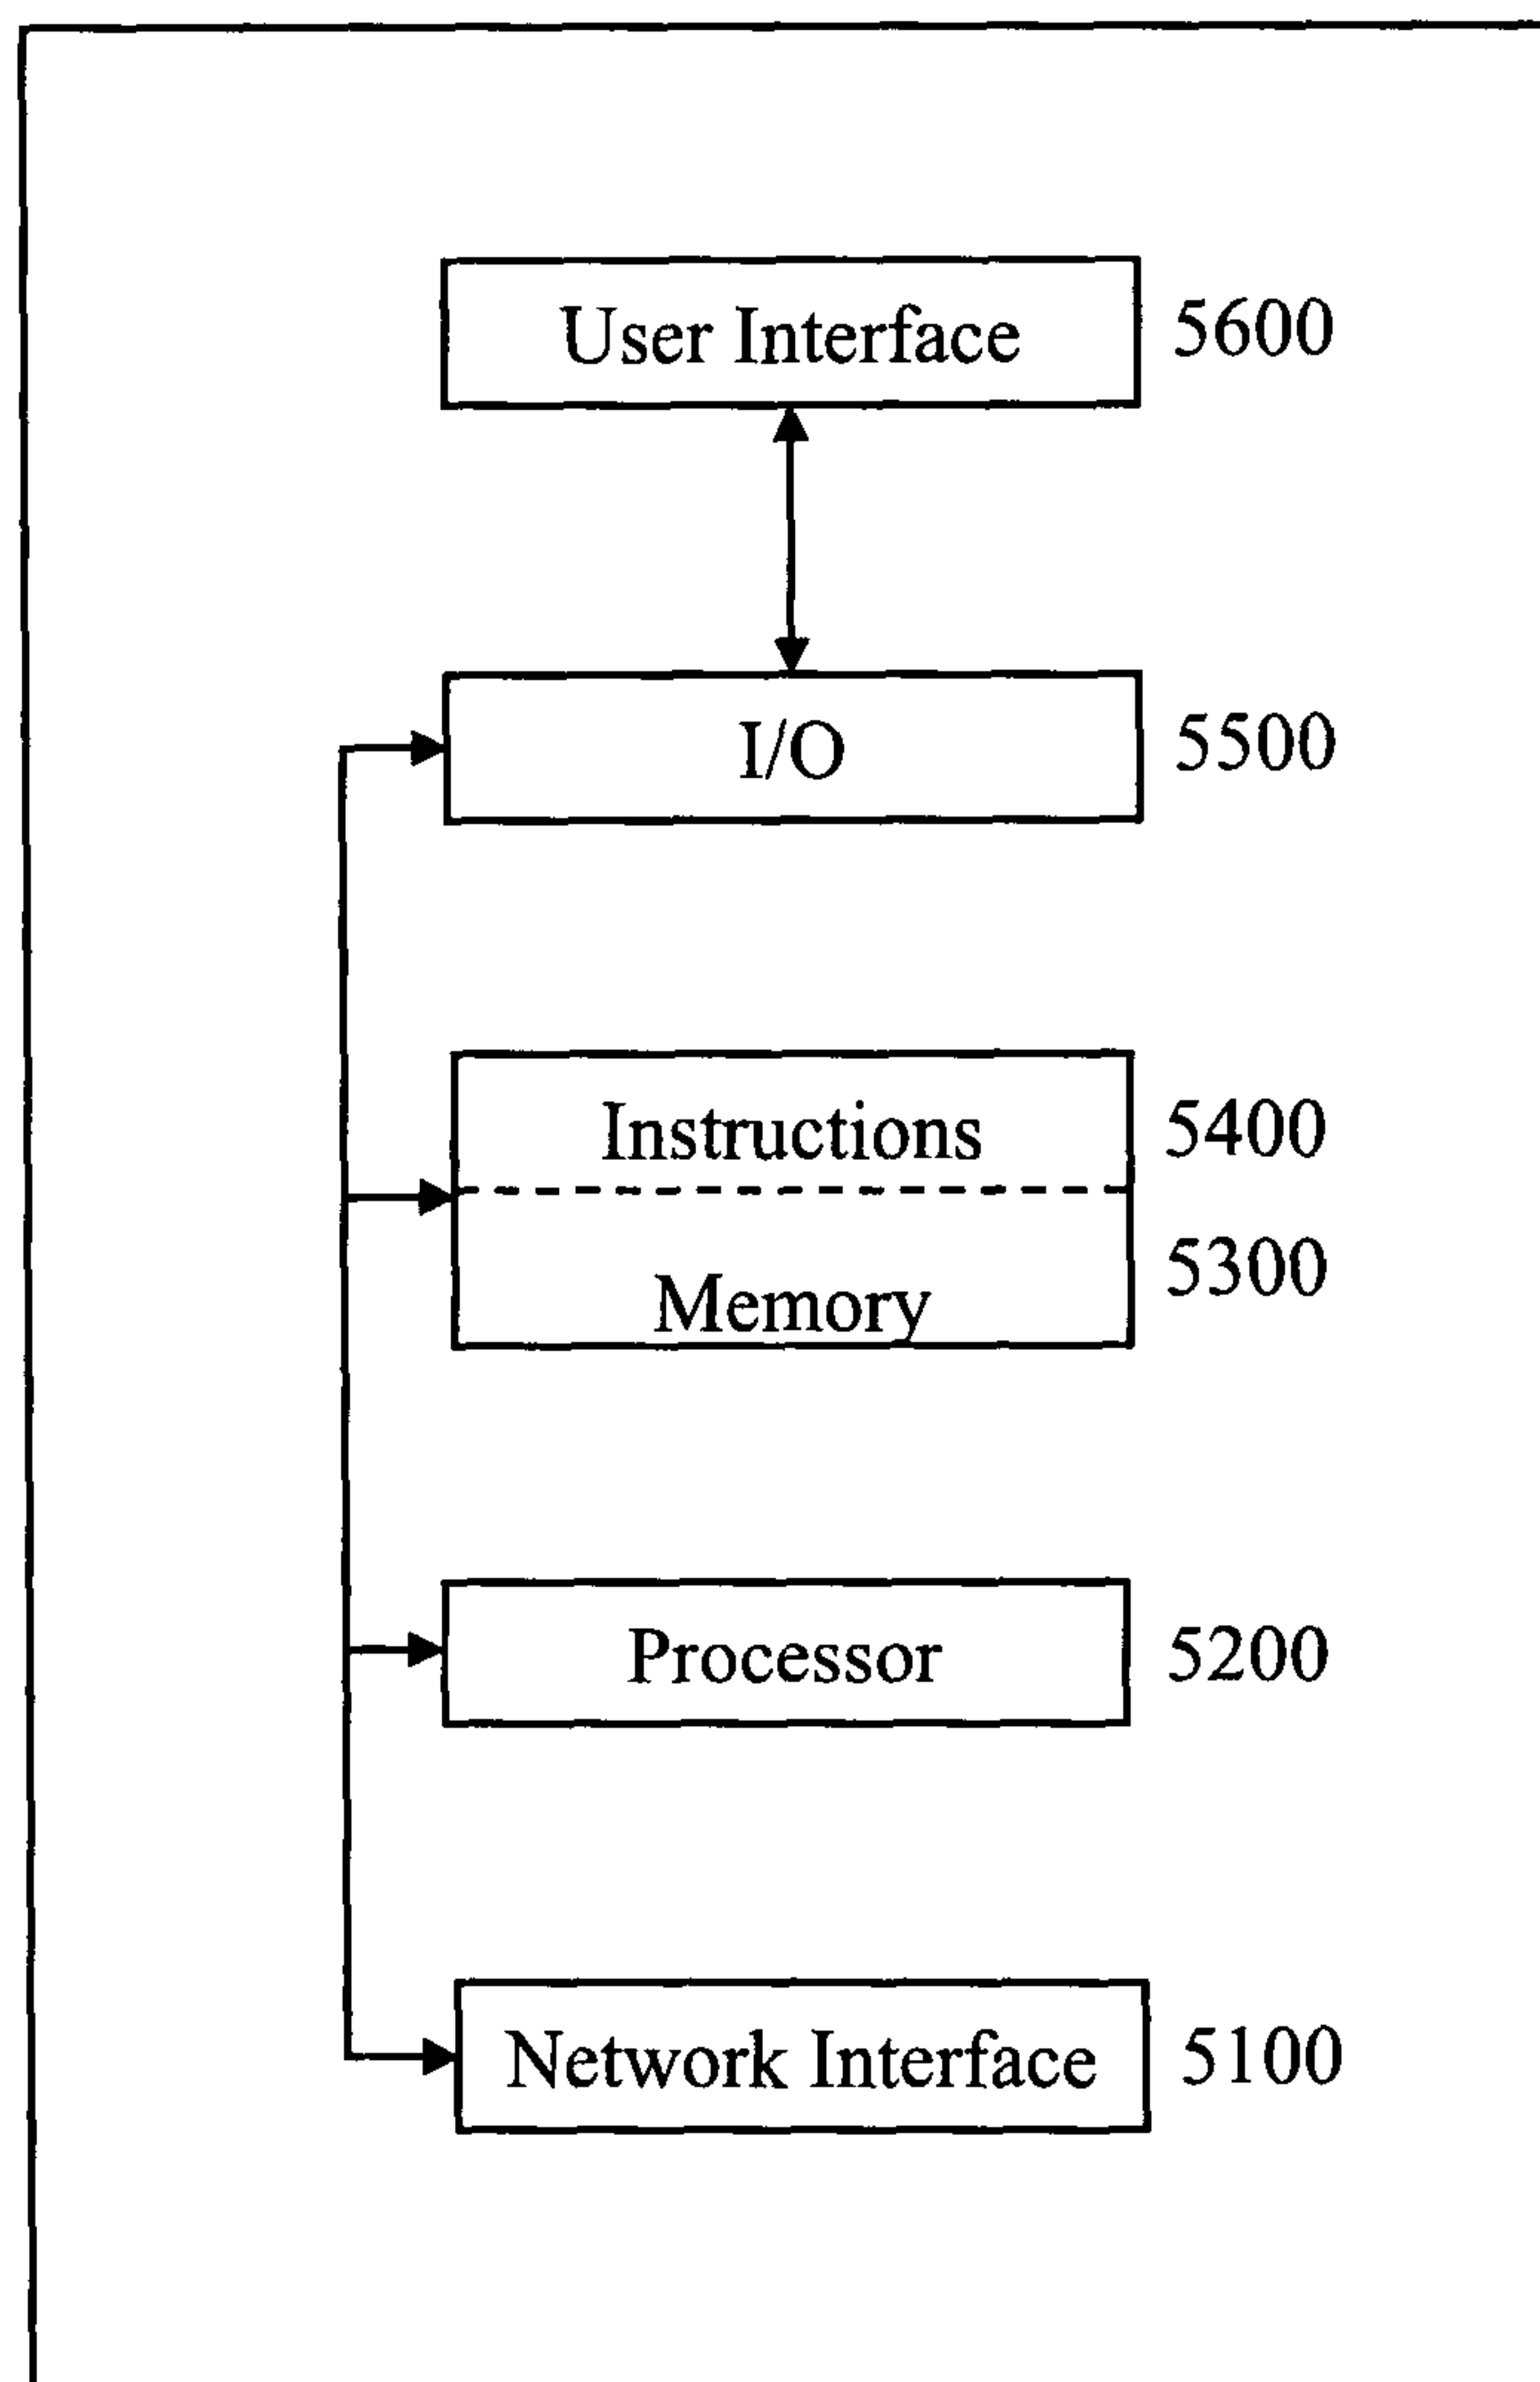 User Interface 5600
I/O 5500
Instructions 5400
Memory 5300
Processor 5200
Network Interface 5100